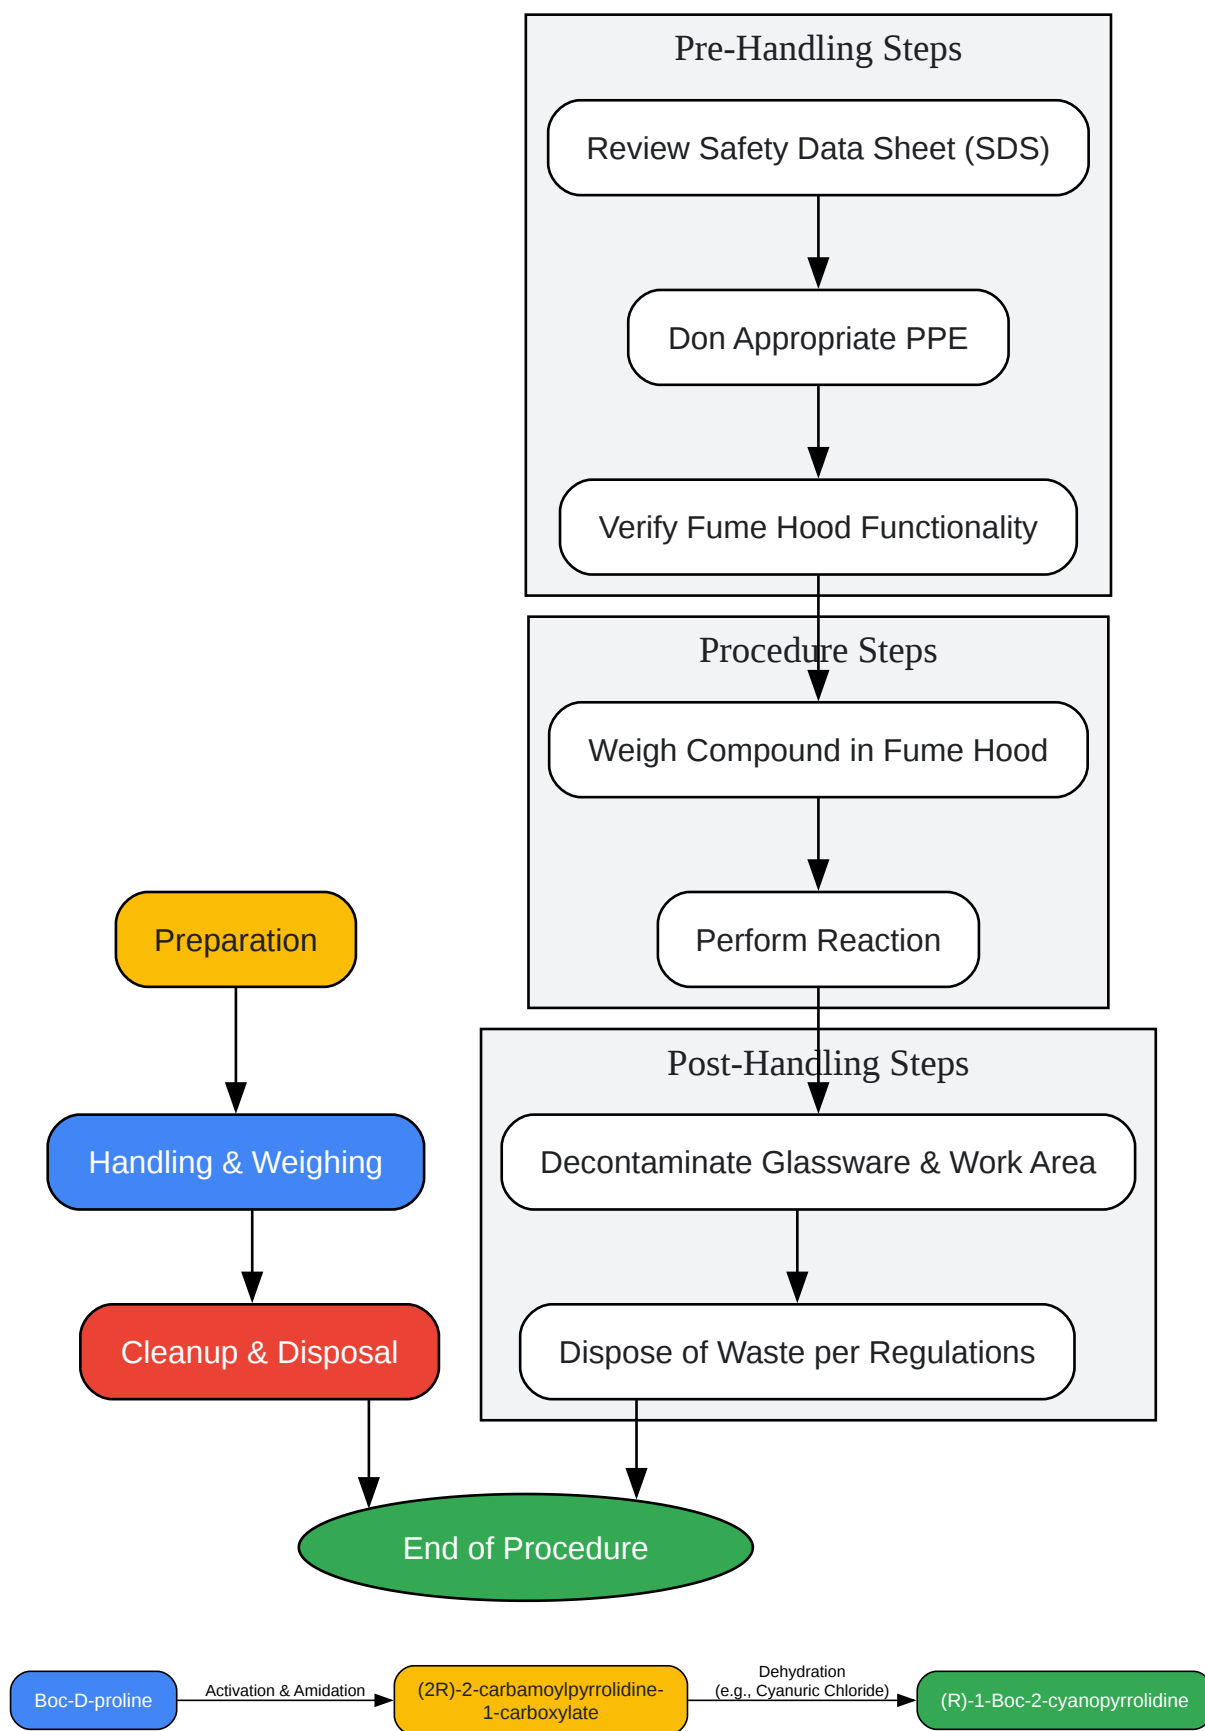 Pre-Handling Steps
Review Safety Data Sheet (SDS)
Don Appropriate PPE
Verify Fume Hood Functionality
Procedure Steps
Weigh Compound in Fume Hood
Perform Reaction
Preparation
Handling & Weighing
Cleanup & Disposal
Post-Handling Steps
Decontaminate Glassware & Work Area
Dispose of Waste per Regulations
End of Procedure
Boc-D-proline
Activation & Amidation
(2R)-2-carbamoylpyrrolidine-
1-carboxylate
Dehydration
(e.g., Cyanuric Chloride)
(R)-1-Boc-2-cyanopyrrolidine